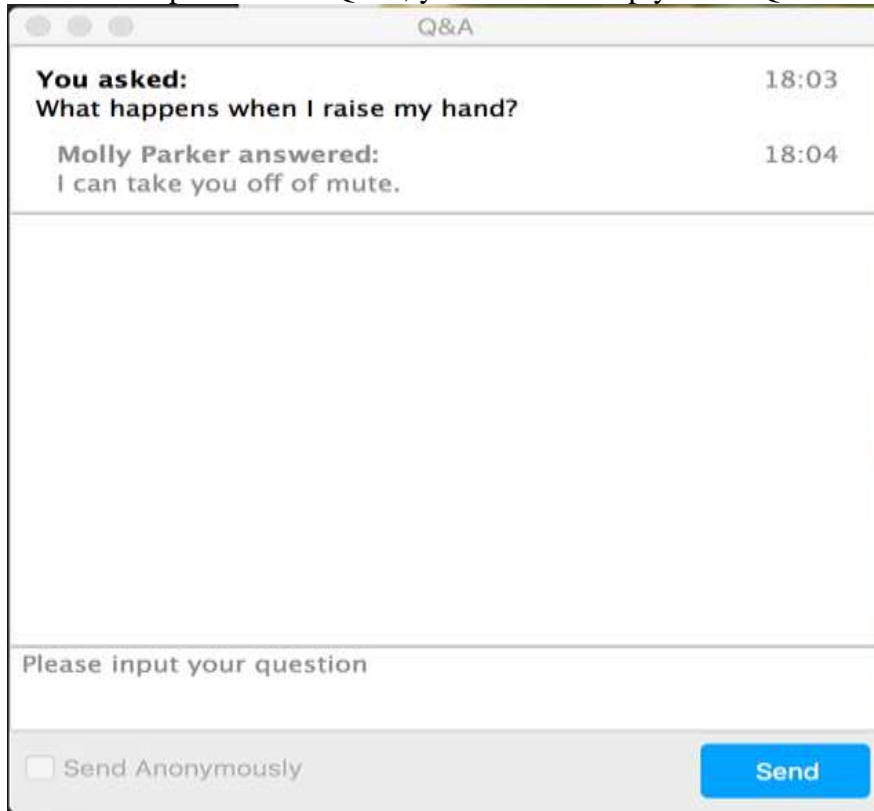 Q&A
You asked: 18:03
What happens when I raise my hand?
Molly Parker answered: 18:04
I can take you off of mute.
Please input your question
Send Anonymously
Send